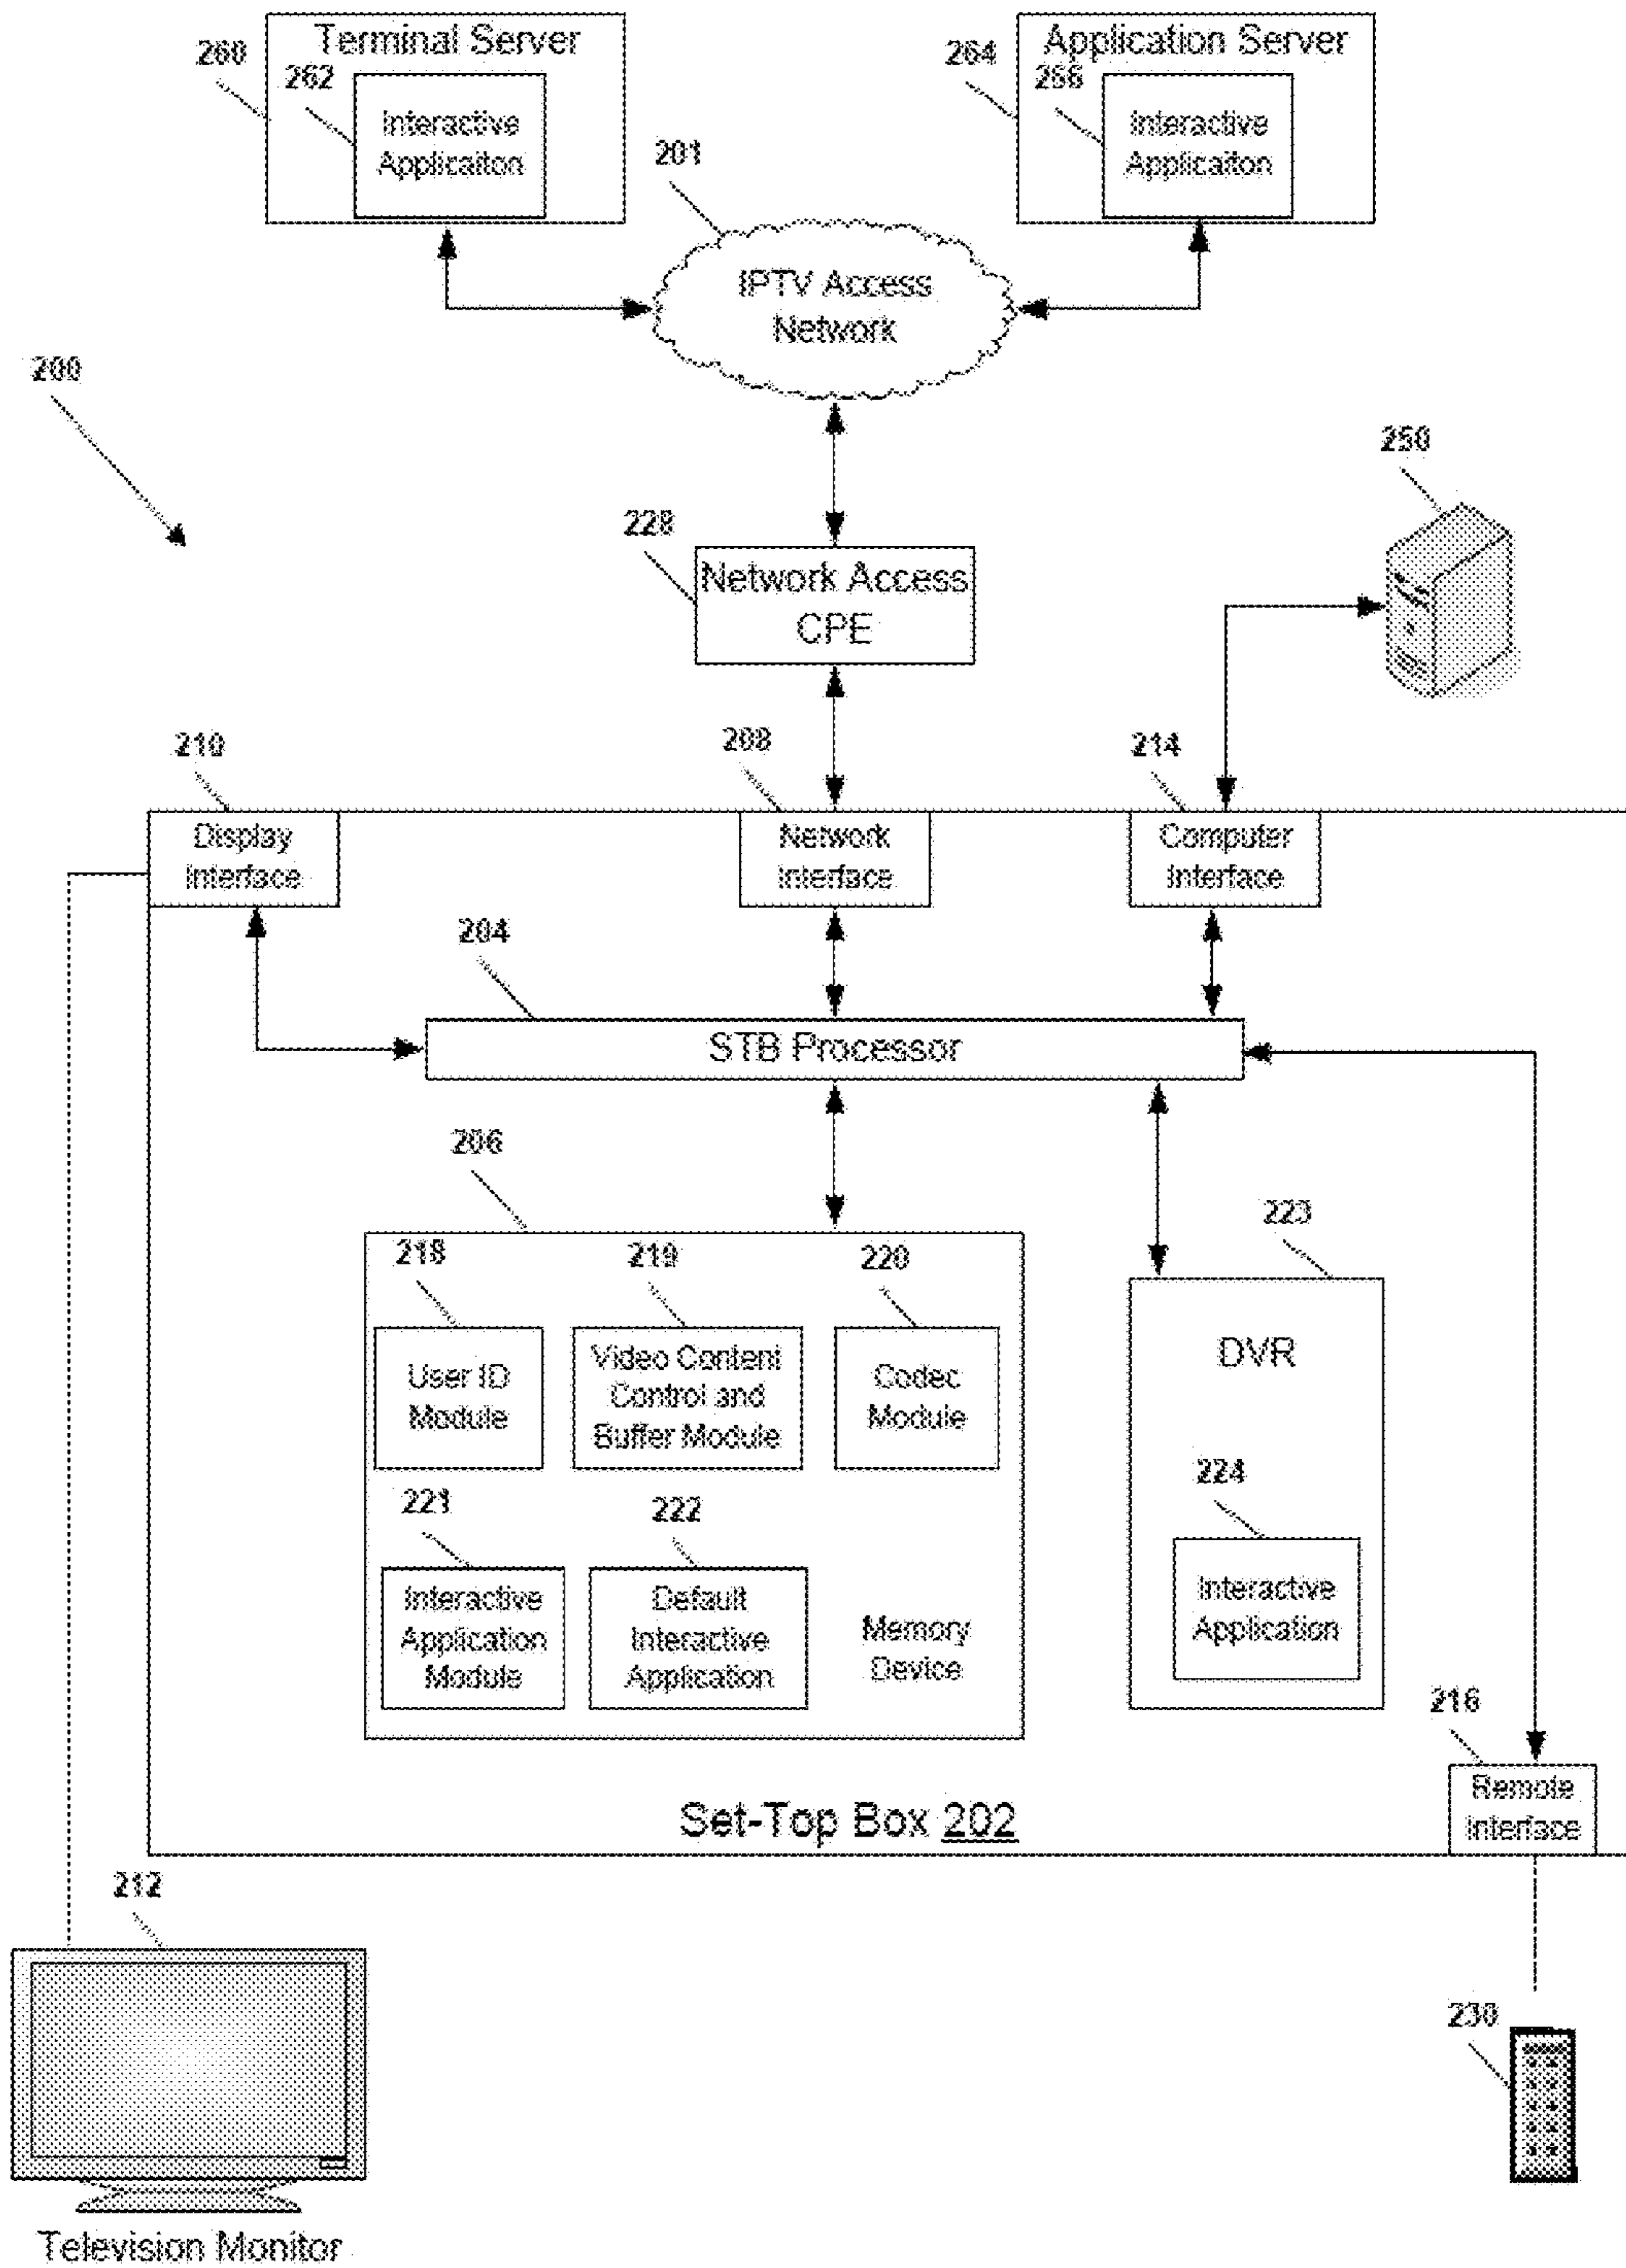 Terminal Server
Application Server
260
262
264
266
Interactive
Applicaiton
Interactive
Applicaiton
201
IPTV Access
Network
200
250
228
Network Access
CPE
210
208
214
Display
Interface
Network
Interface
Computer
Interface
204
STB Processor
206
223
218
219
220
User ID
Module
Video Content
Control and
Buffer Module
Codec
Module
DVR
221
222
224
Interactive
Application
Module
Default
Interactive
Application
Memory
Device
Interactive
Application
216
Remote
Interface
Set-Top Box 202
212
230
Television Monitor